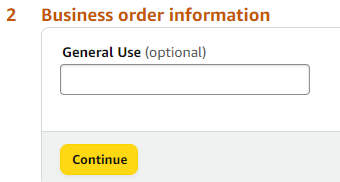 2 Business order information
General Use (optional)
Continue